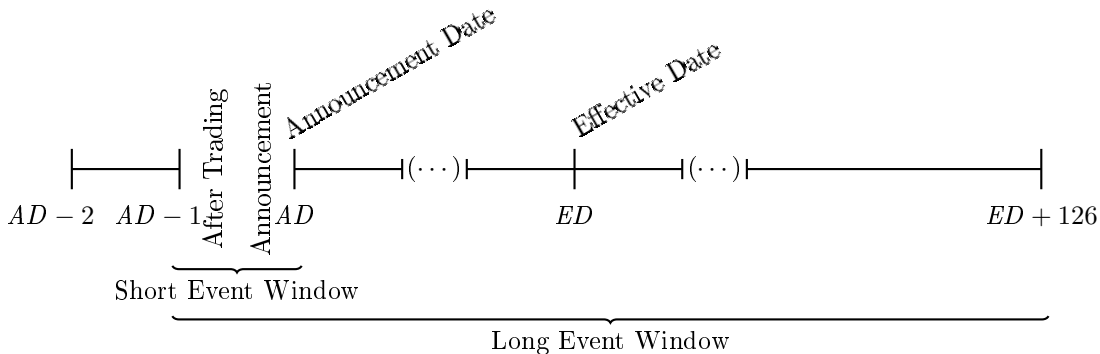 Announcement Date
Effective Date
After Trading
Announcement
(···)
(···)
AD − 2
AD − 1
AD
ED
ED + 126
Short Event Window
Long Event Window